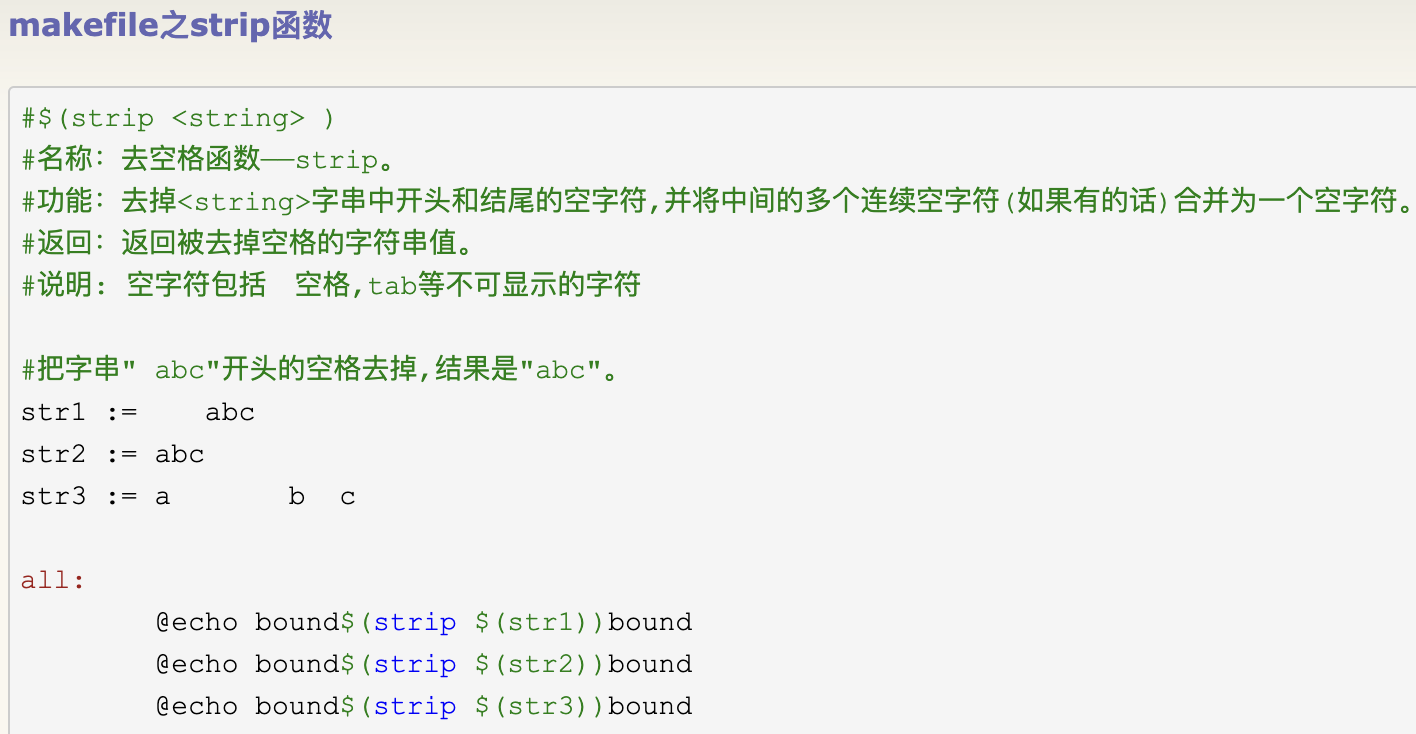 makefile之strip函数
#$(strip <string> )
#名称：去空格函数——strip。
#功能：去掉<string>字串中开头和结尾的空字符,并将中间的多个连续空字符(如果有的话)合并为一个空字符。
#返回：返回被去掉空格的字符串值。
#说明: 空字符包括  空格,tab等不可显示的字符
#把字串" abc"开头的空格去掉,结果是"abc"。
str1 :=    abc
str2 := abc
str3 := a       b  c
all:
        @echo bound$(strip $(str1))bound
        @echo bound$(strip $(str2))bound
        @echo bound$(strip $(str3))bound